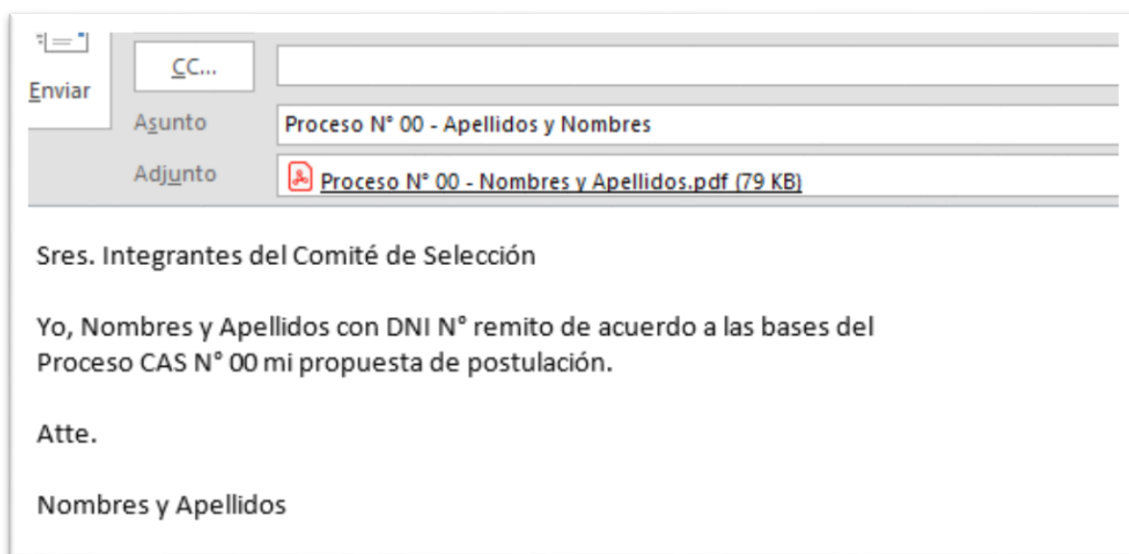 CC...
Enviar
Asunto
Proceso N° 00 - Apellidos y Nombres
Adjunto
Proceso N° 00 - Nombres y Apellidos.pdf (79 KB)
Sres. Integrantes del Comité de Selección
Yo, Nombres y Apellidos con DNI N° remito de acuerdo a las bases del
Proceso CAS N° 00 mi propuesta de postulación.
Atte.
Nombres y Apellidos